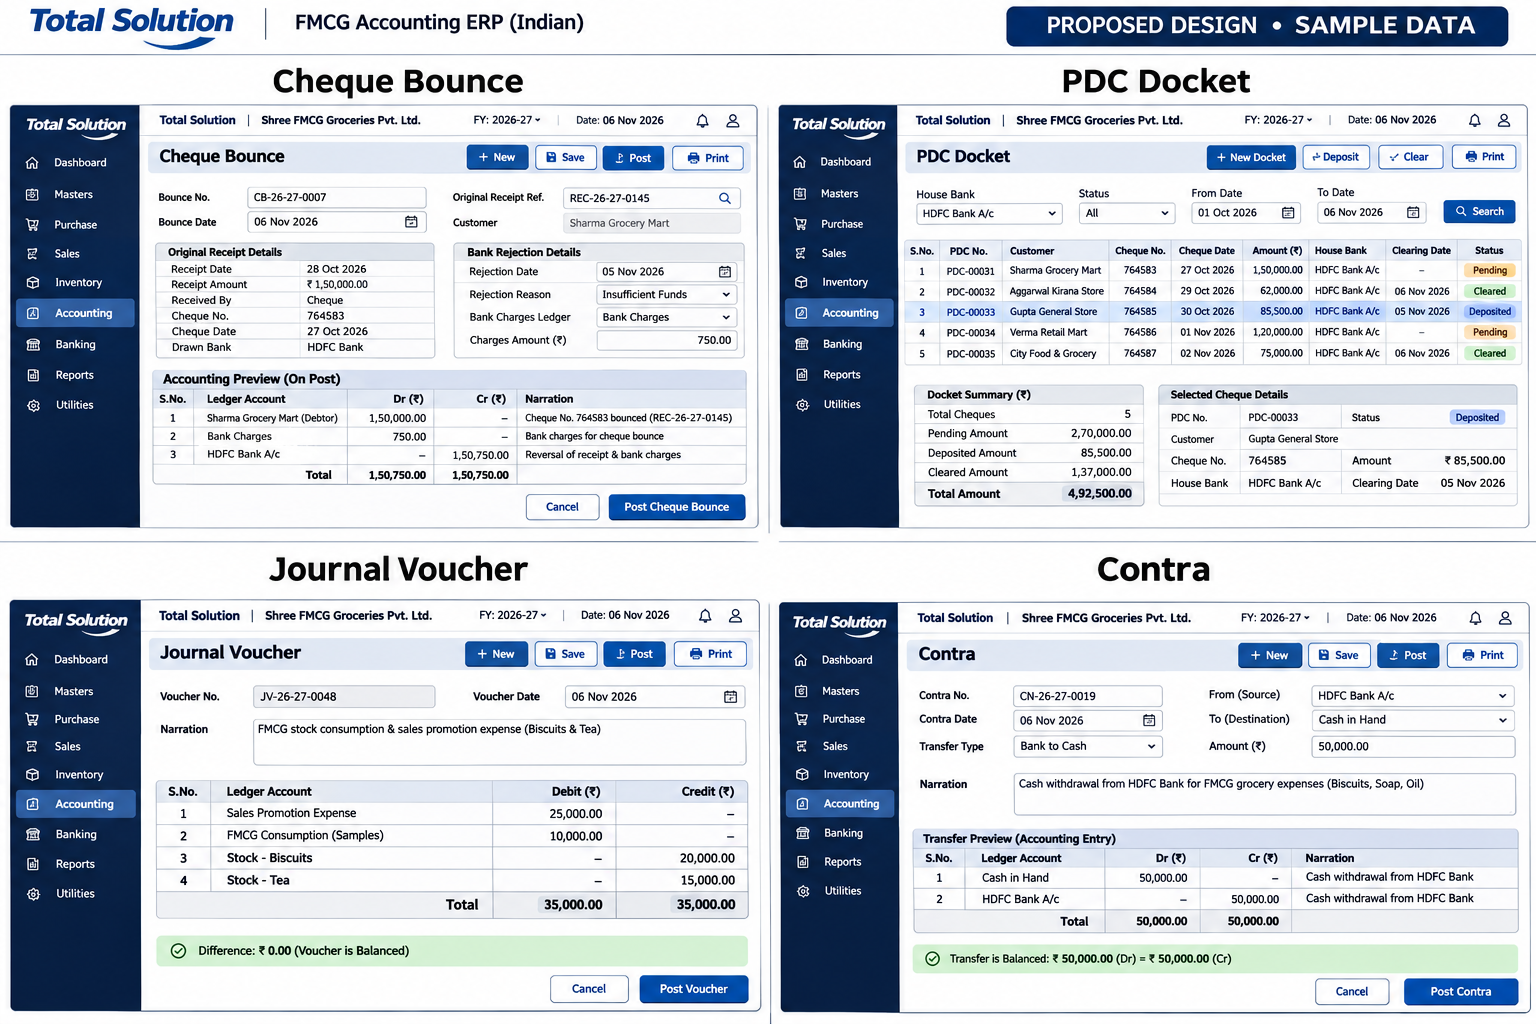 Total Solution
FMCG Accounting ERP (Indian)
PROPOSED DESIGN • SAMPLE DATA
Cheque Bounce
Total Solution
Dashboard
Masters
Purchase
Sales
Inventory
Accounting
Banking
Reports
Utilities
Total Solution | Shree FMCG Groceries Pvt. Ltd. FY: 2026-27 | Date: 06 Nov 2026
Cheque Bounce + New Save Post Print
Bounce No. CB-26-27-0007 Original Receipt Ref. REC-26-27-0145
Bounce Date 06 Nov 2026 Customer Sharma Grocery Mart
Original Receipt Details
Receipt Date 28 Oct 2026
Receipt Amount ₹ 1,50,000.00
Received By Cheque
Cheque No. 764583
Cheque Date 27 Oct 2026
Drawn Bank HDFC Bank
Bank Rejection Details
Rejection Date 05 Nov 2026
Rejection Reason Insufficient Funds
Bank Charges Ledger Bank Charges
Charges Amount (₹) 750.00
Accounting Preview (On Post)
S.No. Ledger Account Dr (₹) Cr (₹) Narration
1 Sharma Grocery Mart (Debtor) 1,50,000.00 – Cheque No. 764583 bounced (REC-26-27-0145)
2 Bank Charges 750.00 – Bank charges for cheque bounce
3 HDFC Bank A/c – 1,50,750.00 Reversal of receipt & bank charges
Total 1,50,750.00 1,50,750.00
Cancel Post Cheque Bounce
PDC Docket
Total Solution
Dashboard
Masters
Purchase
Sales
Inventory
Accounting
Banking
Reports
Utilities
Total Solution | Shree FMCG Groceries Pvt. Ltd. FY: 2026-27 | Date: 06 Nov 2026
PDC Docket + New Docket Deposit Clear Print
House Bank Status From Date To Date
HDFC Bank A/c All 01 Oct 2026 06 Nov 2026 Search
S.No. PDC No. Customer Cheque No. Cheque Date Amount (₹) House Bank Clearing Date Status
1 PDC-00031 Sharma Grocery Mart 764583 27 Oct 2026 1,50,000.00 HDFC Bank A/c – Pending
2 PDC-00032 Aggarwal Kirana Store 764584 29 Oct 2026 62,000.00 HDFC Bank A/c 06 Nov 2026 Cleared
3 PDC-00033 Gupta General Store 764585 30 Oct 2026 85,500.00 HDFC Bank A/c 05 Nov 2026 Deposited
4 PDC-00034 Verma Retail Mart 764586 01 Nov 2026 1,20,000.00 HDFC Bank A/c – Pending
5 PDC-00035 City Food & Grocery 764587 02 Nov 2026 75,000.00 HDFC Bank A/c 06 Nov 2026 Cleared
Docket Summary (₹)
Total Cheques 5
Pending Amount 2,70,000.00
Deposited Amount 85,500.00
Cleared Amount 1,37,000.00
Total Amount 4,92,500.00
Selected Cheque Details
PDC No. PDC-00033 Status Deposited
Customer Gupta General Store
Cheque No. 764585 Amount ₹ 85,500.00
House Bank HDFC Bank A/c Clearing Date 05 Nov 2026
Journal Voucher
Total Solution
Dashboard
Masters
Purchase
Sales
Inventory
Accounting
Banking
Reports
Utilities
Total Solution | Shree FMCG Groceries Pvt. Ltd. FY: 2026-27 | Date: 06 Nov 2026
Journal Voucher + New Save Post Print
Voucher No. JV-26-27-0048 Voucher Date 06 Nov 2026
Narration FMCG stock consumption & sales promotion expense (Biscuits & Tea)
S.No. Ledger Account Debit (₹) Credit (₹)
1 Sales Promotion Expense 25,000.00 –
2 FMCG Consumption (Samples) 10,000.00 –
3 Stock - Biscuits – 20,000.00
4 Stock - Tea – 15,000.00
Total 35,000.00 35,000.00
Difference: ₹ 0.00 (Voucher is Balanced)
Cancel Post Voucher
Contra
Total Solution
Dashboard
Masters
Purchase
Sales
Inventory
Accounting
Banking
Reports
Utilities
Total Solution | Shree FMCG Groceries Pvt. Ltd. FY: 2026-27 | Date: 06 Nov 2026
Contra + New Save Post Print
Contra No. CN-26-27-0019 From (Source) HDFC Bank A/c
Contra Date 06 Nov 2026 To (Destination) Cash in Hand
Transfer Type Bank to Cash Amount (₹) 50,000.00
Narration Cash withdrawal from HDFC Bank for FMCG grocery expenses (Biscuits, Soap, Oil)
Transfer Preview (Accounting Entry)
S.No. Ledger Account Dr (₹) Cr (₹) Narration
1 Cash in Hand 50,000.00 – Cash withdrawal from HDFC Bank
2 HDFC Bank A/c – 50,000.00 Cash withdrawal from HDFC Bank
Total 50,000.00 50,000.00
Transfer is Balanced: ₹ 50,000.00 (Dr) = ₹ 50,000.00 (Cr)
Cancel Post Contra